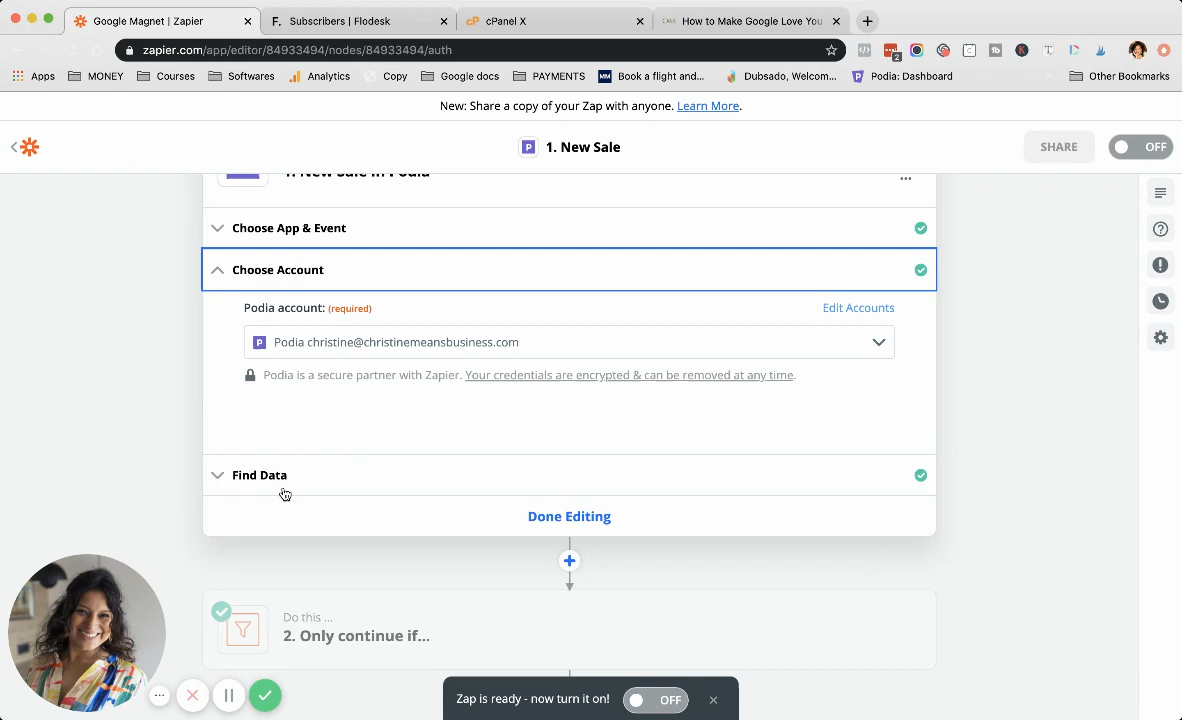 Google Magnet | Zapier
Subscribers | Flodesk
cPanel X
How to Make Google Love You
zapier.com/app/editor/84933494/nodes/84933494/auth
2
Apps
MONEY
Courses
Softwares
Analytics
Copy
Google docs
PAYMENTS
Book a flight and...
Dubsado, Welcom...
Podia: Dashboard
Other Bookmarks
New: Share a copy of your Zap with anyone. Learn More.
1. New Sale
SHARE
OFF
1. New Sale in Podia
Choose App & Event
Choose Account
Podia account: (required)
Edit Accounts
Podia christine@christinemeansbusiness.com
Podia is a secure partner with Zapier. Your credentials are encrypted & can be removed at any time.
Find Data
Done Editing
Do this ...
2. Only continue if...
Zap is ready - now turn it on!
OFF